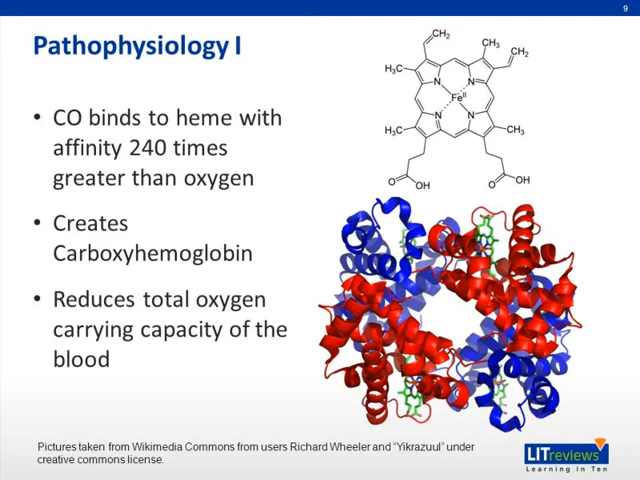 9
Pathophysiology I
• CO binds to heme with
affinity 240 times
greater than oxygen
• Creates
Carboxyhemoglobin
• Reduces total oxygen
carrying capacity of the
blood
CH₂
CH₃
CH₂
H₃C
N
N
Feᴵᴵ
N
N
H₃C
CH₃
O
OH
O
OH
Pictures taken from Wikimedia Commons from users Richard Wheeler and “Yikrazuul” under
creative commons license.
LITreviews
Learning In Ten